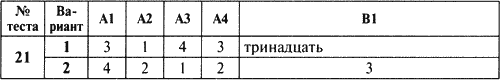 № теста Ва-риант А1 А2 А3 А4 В1
21 1 3 1 4 3 тринадцать
2 4 2 1 2 3